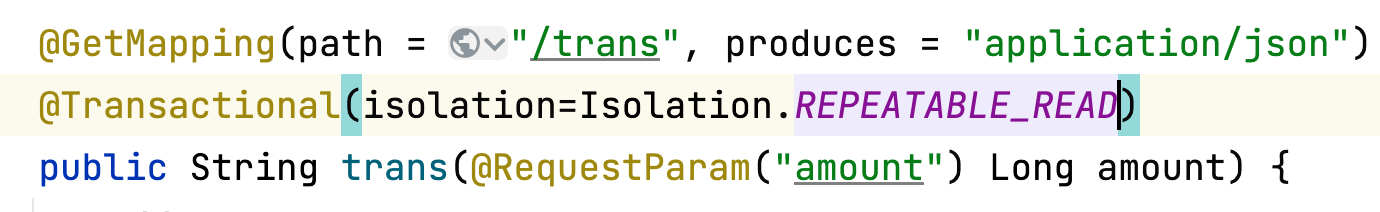 @GetMapping(path = "/trans", produces = "application/json")
@Transactional(isolation=Isolation.REPEATABLE_READ)
public String trans(@RequestParam("amount") Long amount) {